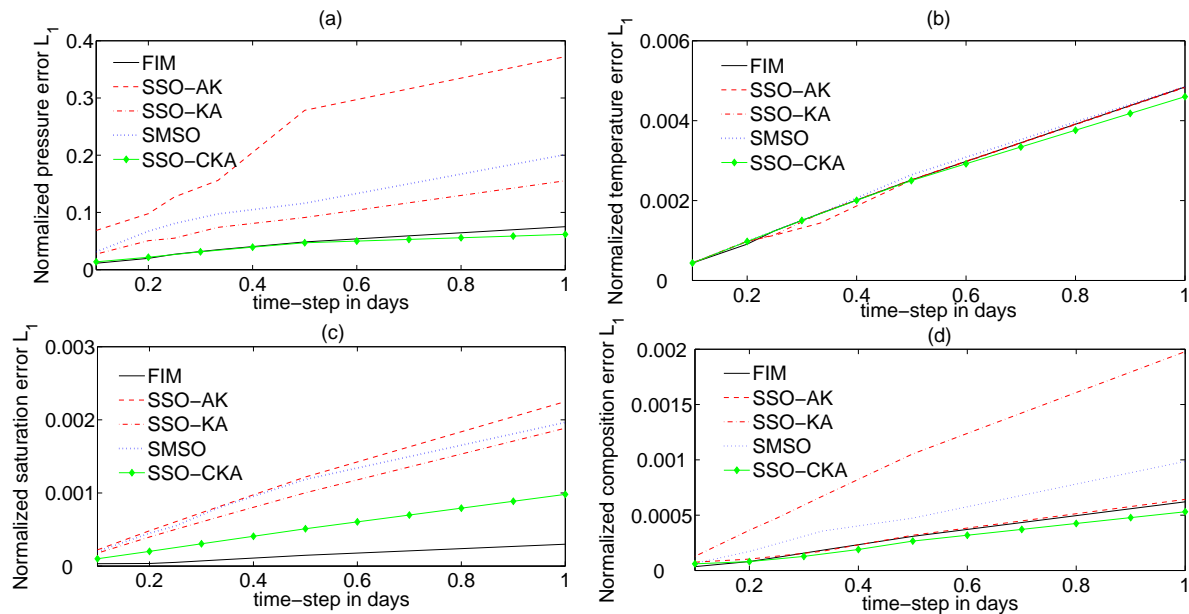 (a)
Normalized pressure error L1
0.4
0.3
0.2
0.1
0
FIM
SSO−AK
SSO−KA
SMSO
SSO−CKA
0.2
0.4
0.6
0.8
1
time−step in days
(b)
Normalized temperature error L1
0.006
0.004
0.002
0
FIM
SSO−AK
SSO−KA
SMSO
SSO−CKA
0.2
0.4
0.6
0.8
1
time−step in days
(c)
Normalized saturation error L1
0.003
0.002
0.001
0
FIM
SSO−AK
SSO−KA
SMSO
SSO−CKA
0.2
0.4
0.6
0.8
1
time−step in days
(d)
Normalized composition error L1
0.002
0.0015
0.001
0.0005
0
FIM
SSO−AK
SSO−KA
SMSO
SSO−CKA
0.2
0.4
0.6
0.8
1
time−step in days